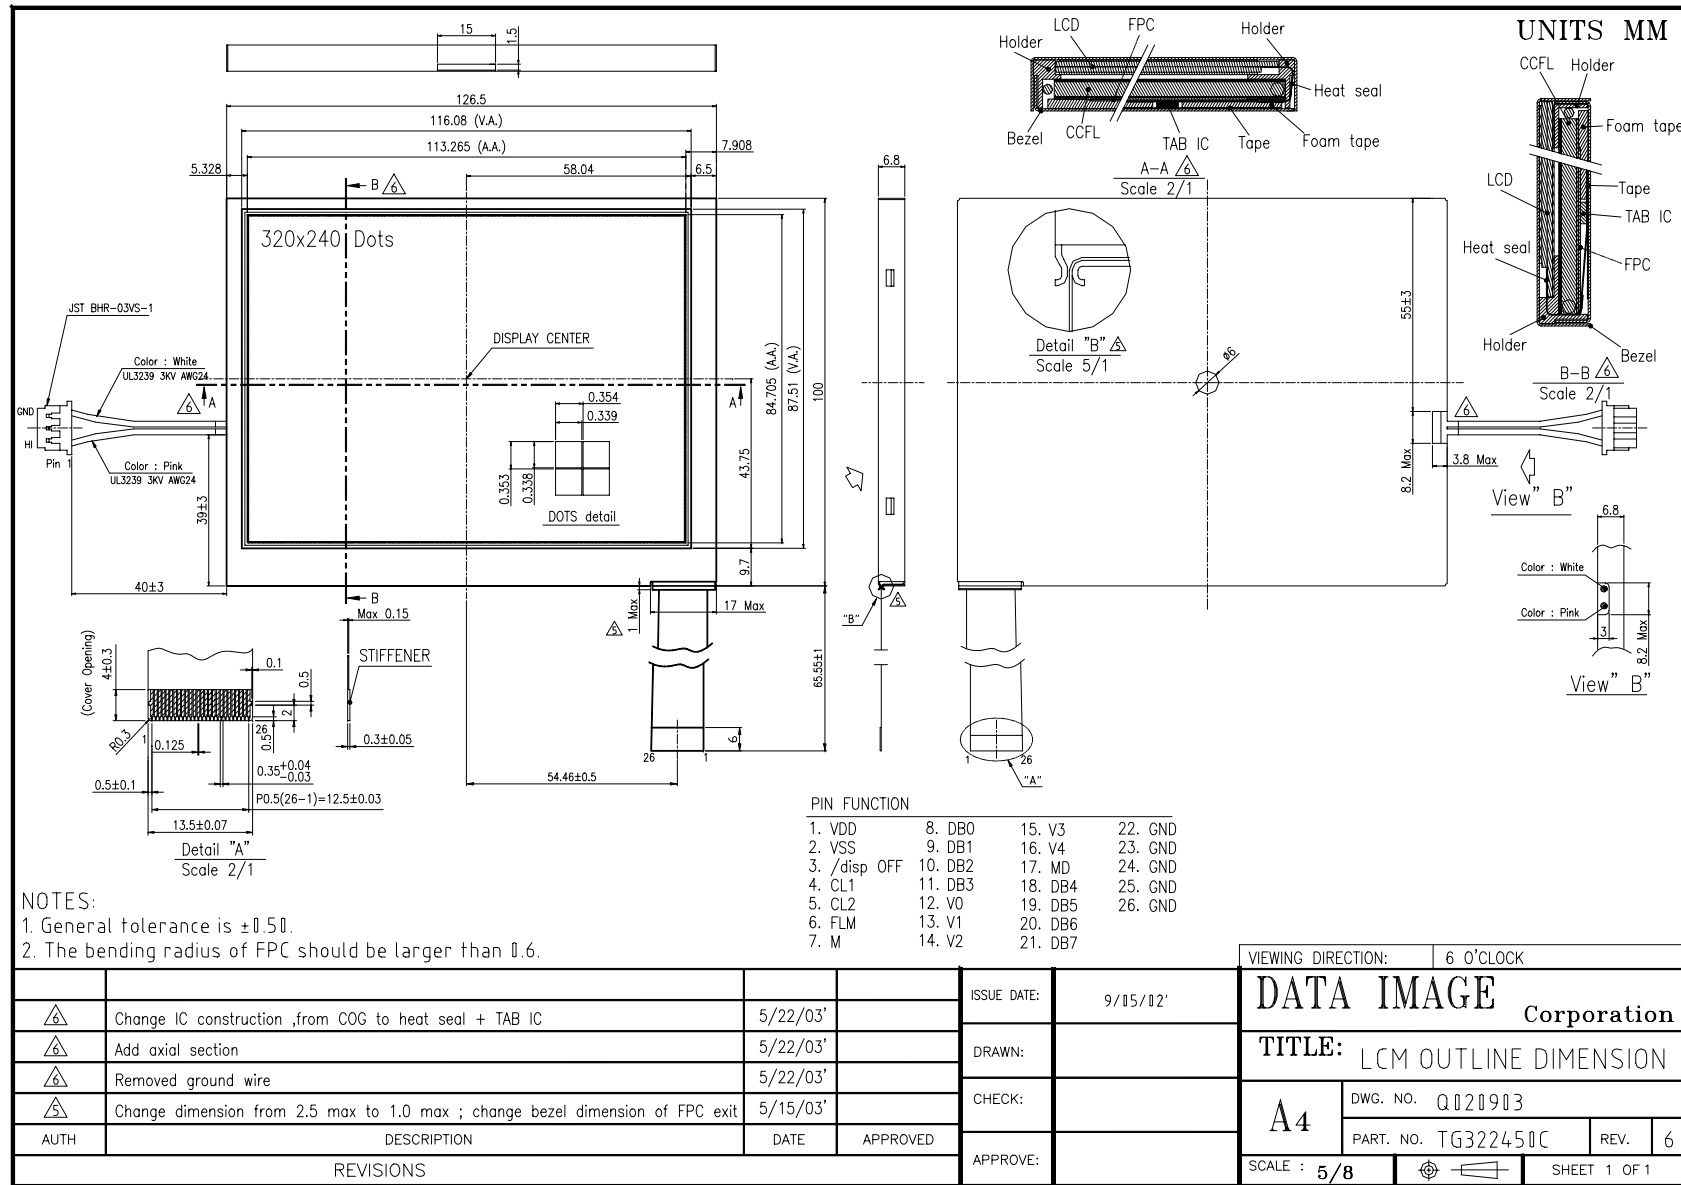 UNITS MM
15
1.5
126.5
116.08 (V.A.)
113.265 (A.A.)
7.908
5.328
58.04
6.5
B 6
320x240 Dots
JST BHR-03VS-1
Color : White
UL3239 3KV AWG24
DISPLAY CENTER
6
A
A
GND
HI
Pin 1
Color : Pink
UL3239 3KV AWG24
0.354
0.339
0.353
0.338
DOTS detail
84.705 (A.A.)
87.51 (V.A.)
100
43.75
9.7
39±3
40±3
B
Max 0.15
STIFFENER
0.3±0.05
5
1 Max
17 Max
65.55±1
6
26
1
54.46±0.5
(Cover Opening)
4±0.3
0.1
0.5
2
0.5
R0.3
1
26
0.125
0.35+0.04
-0.03
0.5±0.1
P0.5(26-1)=12.5±0.03
13.5±0.07
Detail "A"
Scale 2/1
6.8
"B"
5
LCD
FPC
Holder
Holder
Heat seal
Bezel
CCFL
TAB IC
Tape
Foam tape
A-A 6
Scale 2/1
Detail "B" 5
Scale 5/1
ø6
55±3
8.2 Max
3.8 Max
6
1
26
"A"
CCFL
Holder
Foam tape
LCD
Tape
TAB IC
Heat seal
FPC
Holder
Bezel
B-B 6
Scale 2/1
View" B"
6.8
Color : White
Color : Pink
3
8.2 Max
View" B"
PIN FUNCTION
1. VDD 8. DB0 15. V3 22. GND
2. VSS 9. DB1 16. V4 23. GND
3. /disp OFF 10. DB2 17. MD 24. GND
4. CL1 11. DB3 18. DB4 25. GND
5. CL2 12. V0 19. DB5 26. GND
6. FLM 13. V1 20. DB6
7. M 14. V2 21. DB7
NOTES:
1. General tolerance is ±0.50.
2. The bending radius of FPC should be larger than 0.6.
6 Change IC construction ,from COG to heat seal + TAB IC 5/22/03'
6 Add axial section 5/22/03'
6 Removed ground wire 5/22/03'
5 Change dimension from 2.5 max to 1.0 max ; change bezel dimension of FPC exit 5/15/03'
AUTH DESCRIPTION DATE APPROVED
REVISIONS
ISSUE DATE: 9/05/02'
DRAWN:
CHECK:
APPROVE:
VIEWING DIRECTION: 6 O'CLOCK
DATA IMAGE
Corporation
TITLE: LCM OUTLINE DIMENSION
A4
DWG. NO. Q020903
PART. NO. TG322450C REV. 6
SCALE : 5/8 SHEET 1 OF 1